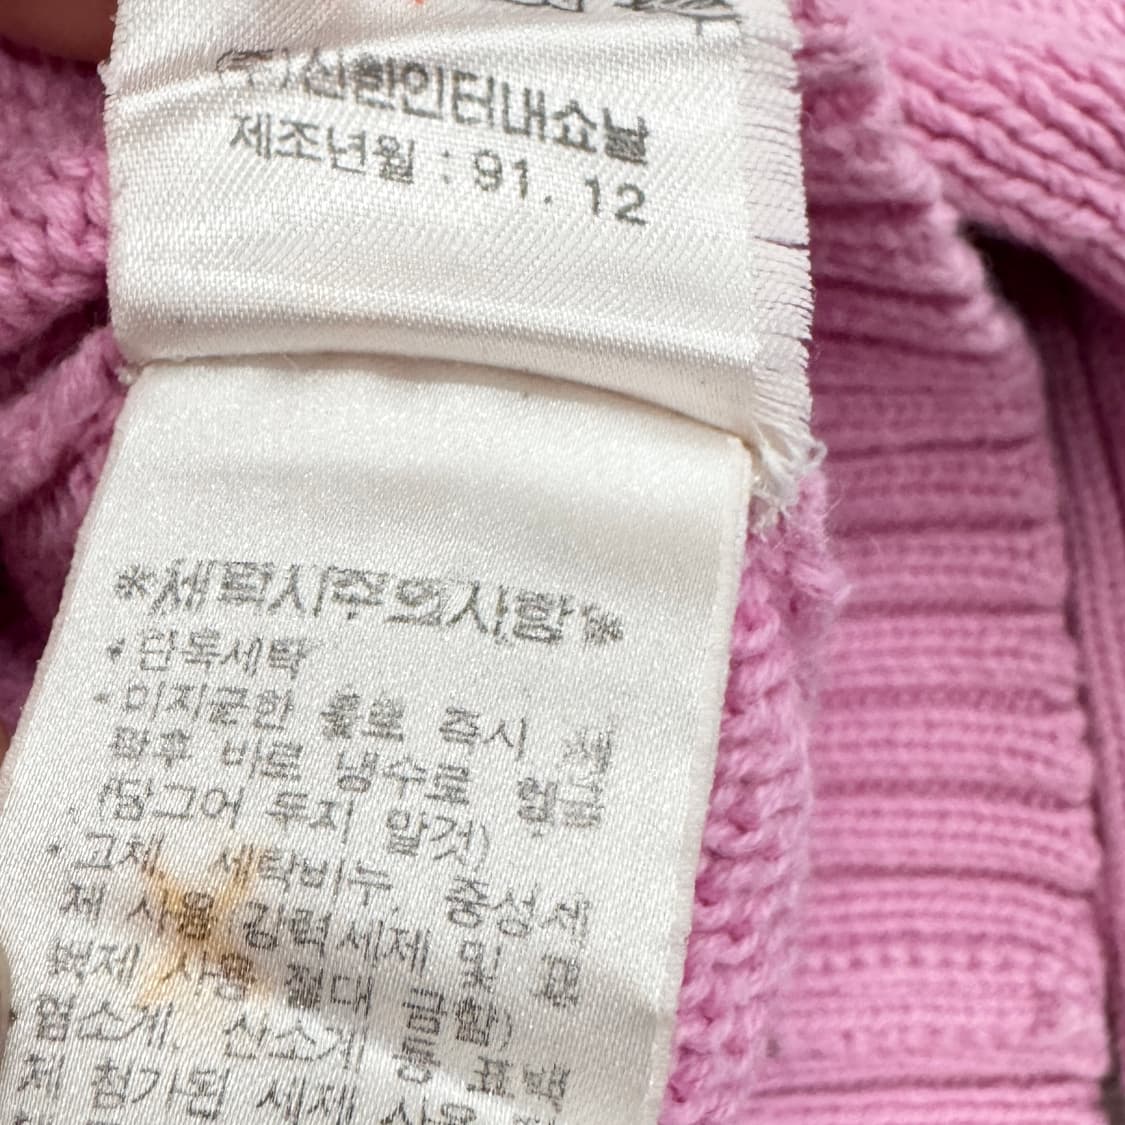 (주)신한인터내쇼날
제조년월 : 91. 12
*세탁시주의사항*
• 단독세탁
• 미지근한 물로 즉시 세
탁후 바로 냉수로 헹굼
(담그어 두지 말것)
• 고체 세탁비누, 중성세
제 사용 강력세제 및 표
백제 사용 절대 금함)
• 염소계, 산소계 등 표백
체 첨가된 세제 사용